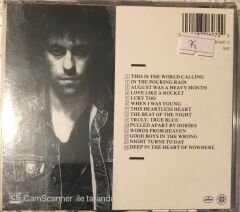 THIS IS THE WORLD CALLING
IN THE POURING RAIN
AUGUST WAS A HEAVY MONTH
LOVE LIKE A ROCKET
I CRY TOO
WHEN I WAS YOUNG
THIS HEARTLESS HEART
THE BEAT OF THE NIGHT
TRULY, TRUE BLUE
PULLED APART BY HORSES
WORDS FROM HEAVEN
GOOD BOYS IN THE WRONG
NIGHT TURNS TO DAY
DEEP IN THE HEART OF NOWHERE
CS CamScanner ile tarandı